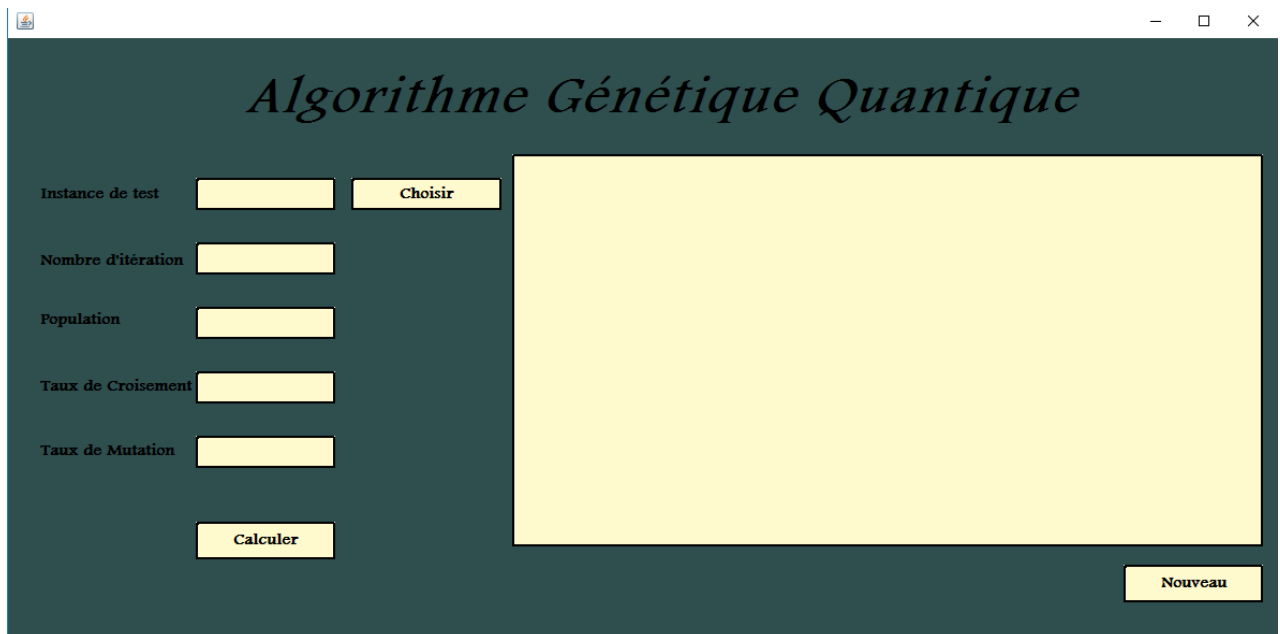 Algorithme Génétique Quantique
Instance de test
Choisir
Nombre d'itération
Population
Taux de Croisement
Taux de Mutation
Calculer
Nouveau